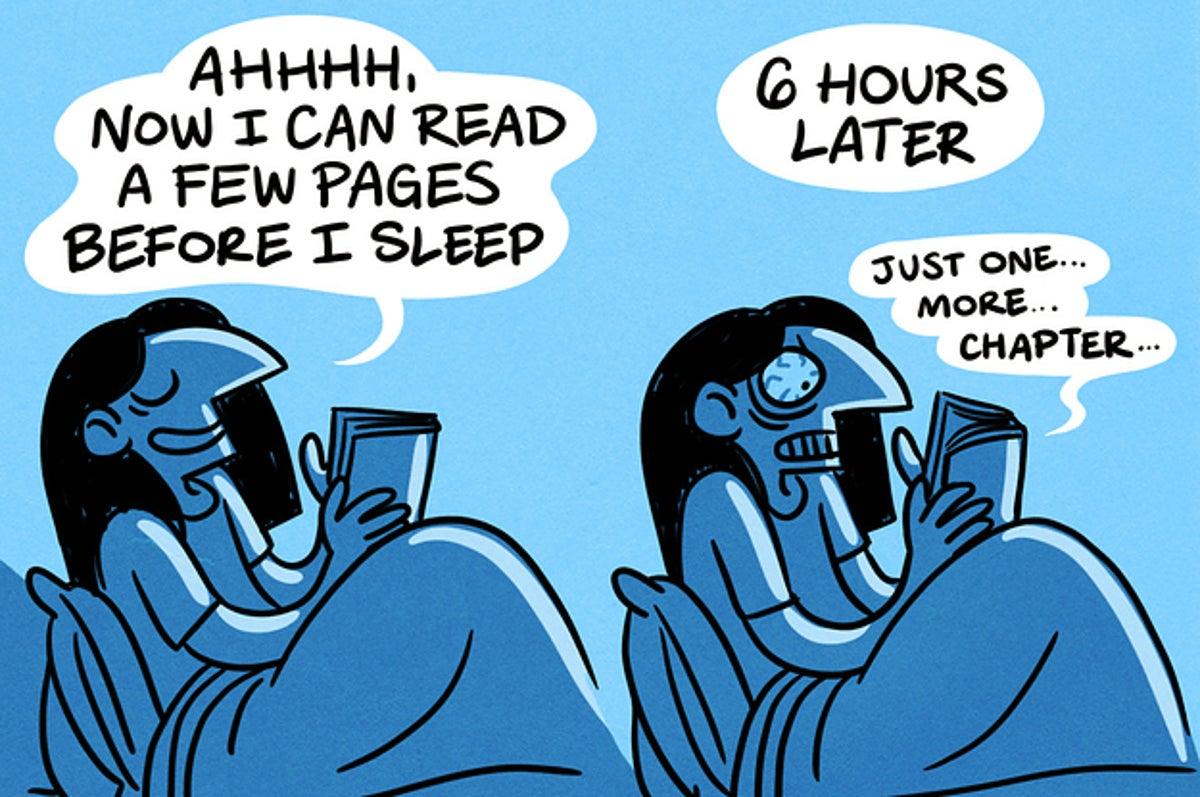 AHHHH,
NOW I CAN READ
A FEW PAGES
BEFORE I SLEEP
6 HOURS
LATER
JUST ONE...
MORE...
CHAPTER...